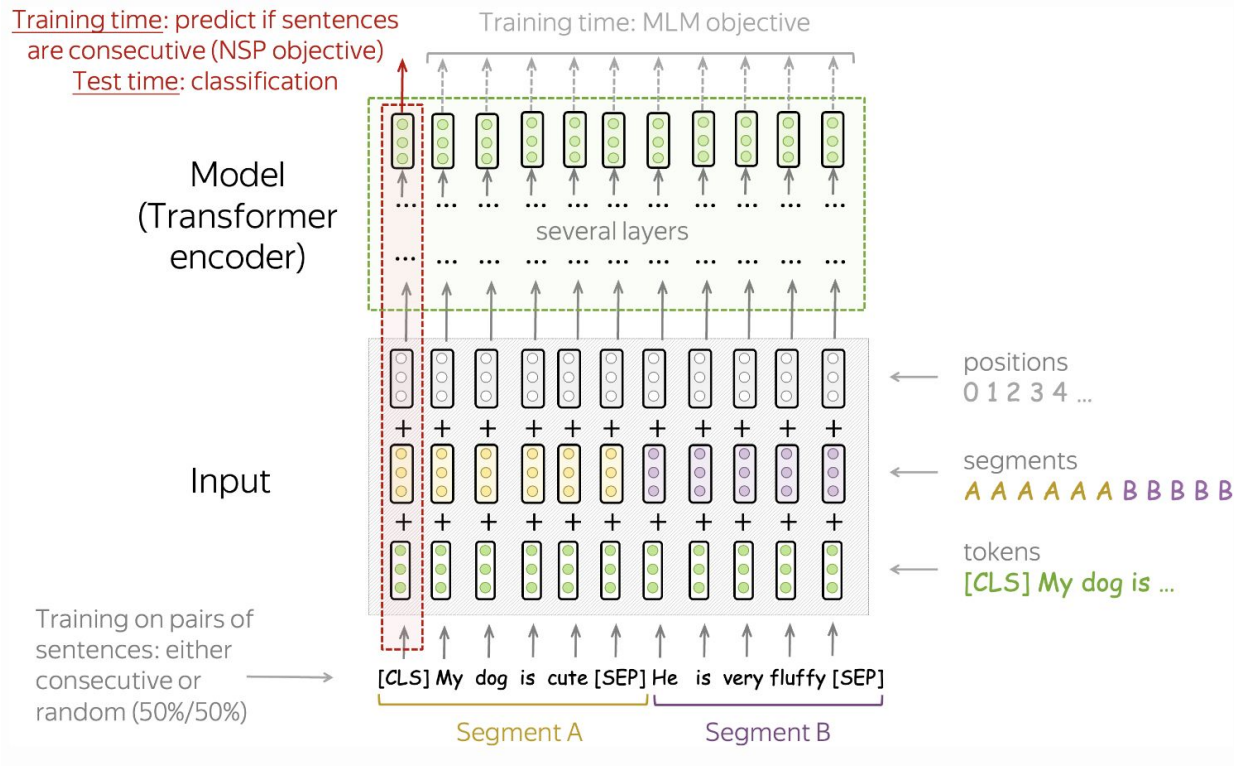 Training time: predict if sentences
are consecutive (NSP objective)
Test time: classification
Training time: MLM objective
Model
(Transformer
encoder)
... ... ... ... ... ... ... ... ... ... ...
several layers
... ... ... ... ... ... ... ... ... ... ...
positions
0 1 2 3 4 ...
+ + + + + + + + + + +
Input
segments
A A A A A A B B B B B
+ + + + + + + + + + +
tokens
[CLS] My dog is ...
Training on pairs of
sentences: either
consecutive or
random (50%/50%)
[CLS] My dog is cute [SEP] He is very fluffy [SEP]
Segment A
Segment B